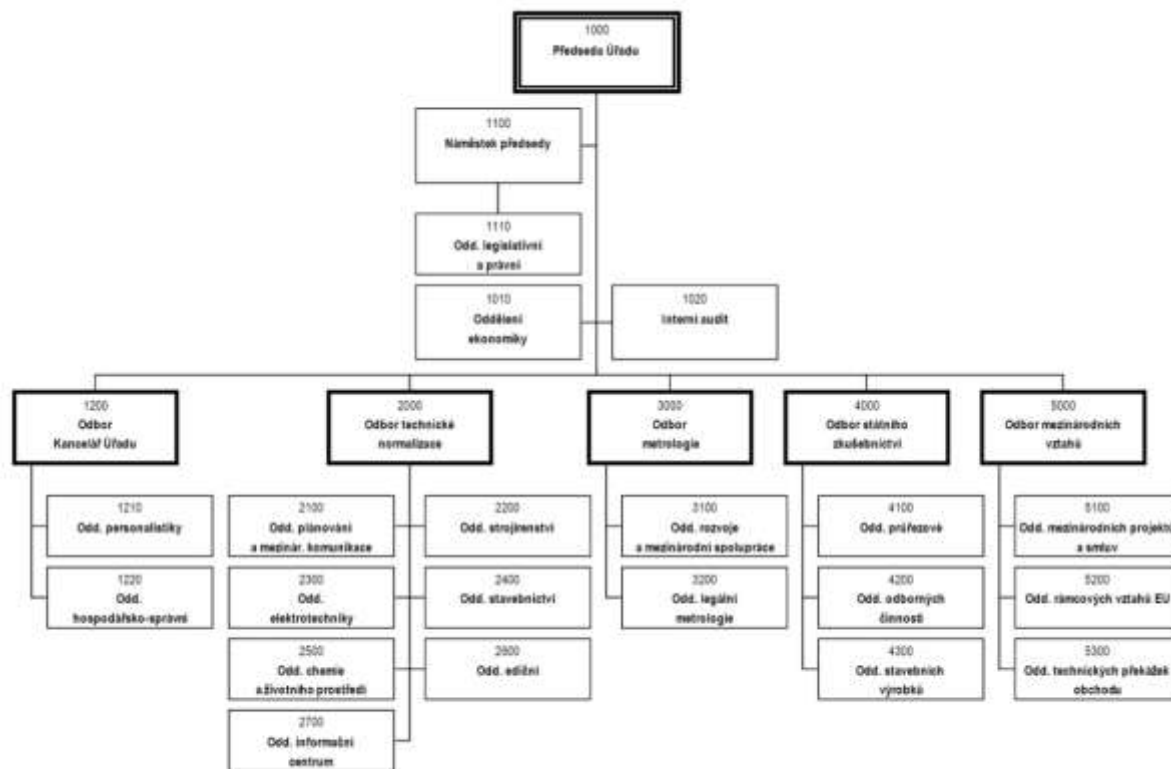 1000
Předseda Úřadu
1100
Náměstek předsedy
1110
Odd. legislativní
a právní
1010
Oddělení
ekonomiky
1020
Interní audit
1200
Odbor
Kancelář Úřadu
2000
Odbor technické
normalizace
3000
Odbor
metrologie
4000
Odbor státního
zkušebnictví
5000
Odbor mezinárodních
vztahů
1210
Odd. personalistiky
2100
Odd. plánování
a mezinár. komunikace
2200
Odd. strojírenství
3100
Odd. rozvoje
a mezinárodní spolupráce
4100
Odd. průřezové
5100
Odd. mezinárodních projektů
a smluv
1220
Odd.
hospodářsko-správní
2300
Odd.
elektrotechniky
2400
Odd. stavebnictví
3200
Odd. legální
metrologie
4200
Odd. odborných
činností
5200
Odd. rámcových vztahů EU
2500
Odd. chemie
a životního prostředí
2600
Odd. ediční
4300
Odd. stavebních
výrobků
5300
Odd. technických překážek
obchodu
2700
Odd. informační
centrum